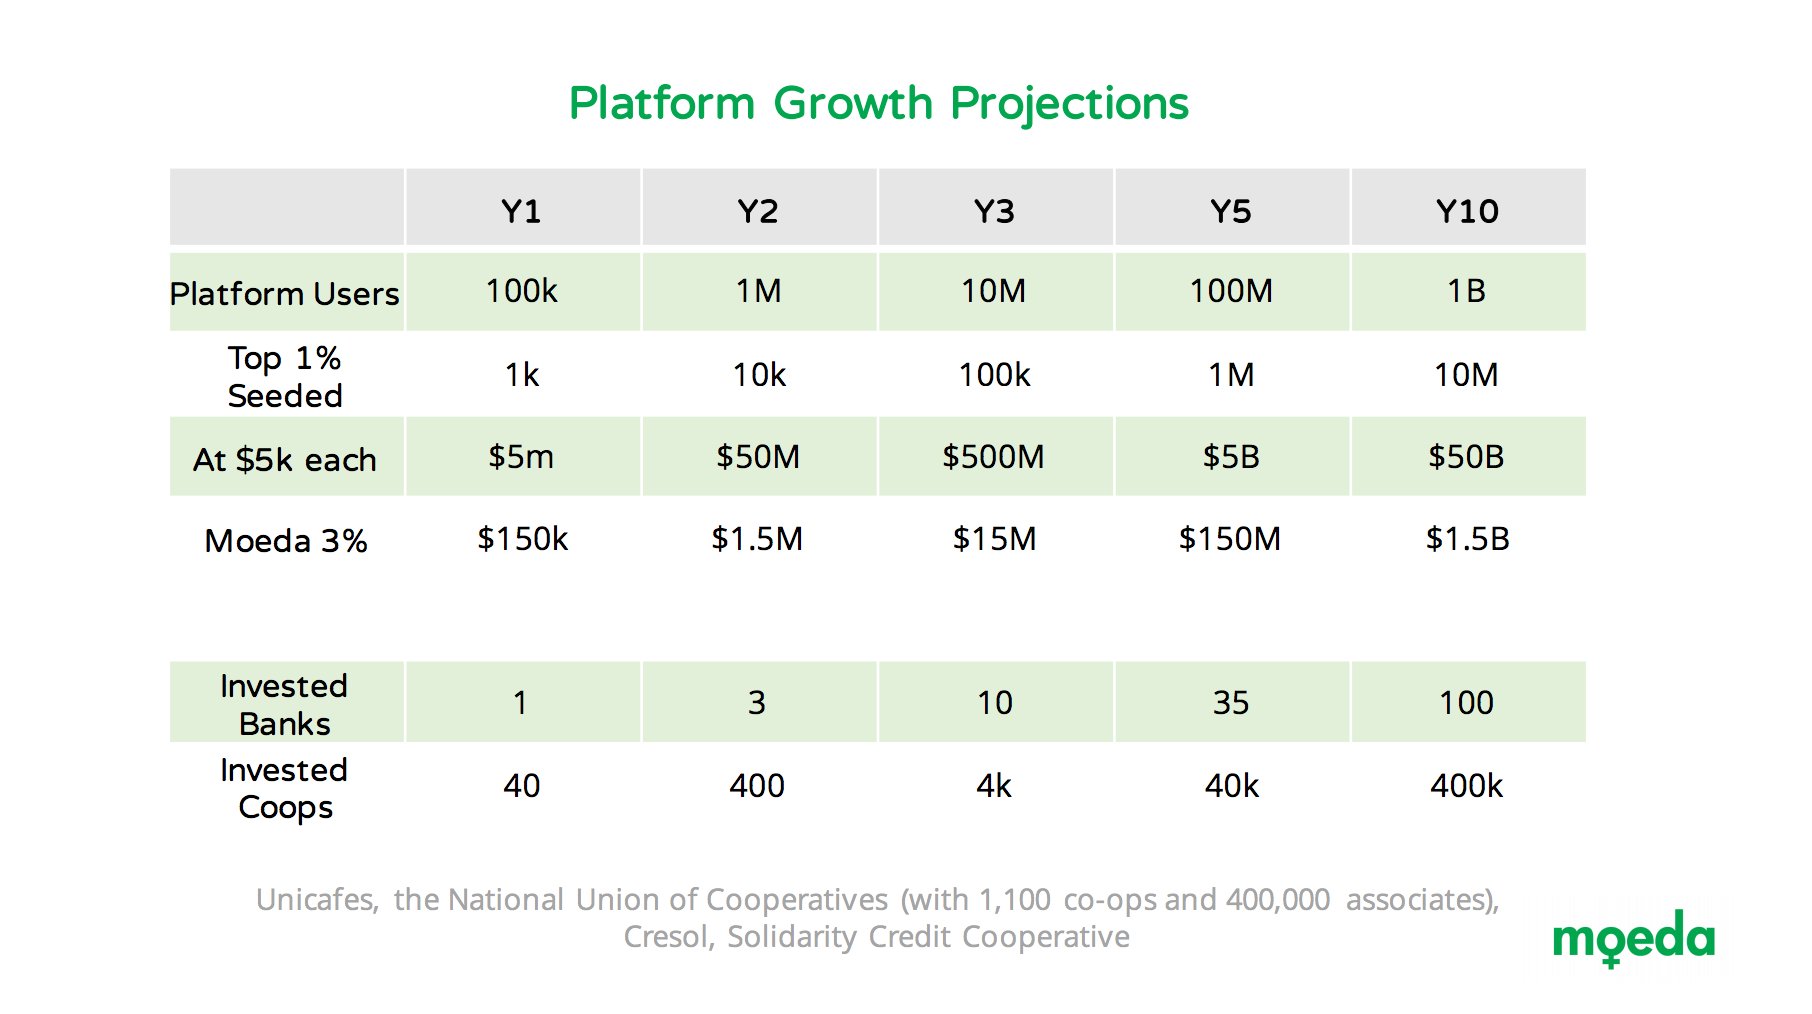 Platform Growth Projections
Y1 Y2 Y3 Y5 Y10
Platform Users 100k 1M 10M 100M 1B
Top 1%
Seeded 1k 10k 100k 1M 10M
At $5k each $5m $50M $500M $5B $50B
Moeda 3% $150k $1.5M $15M $150M $1.5B
Invested
Banks 1 3 10 35 100
Invested
Coops 40 400 4k 40k 400k
Unicafes, the National Union of Cooperatives (with 1,100 co-ops and 400,000 associates),
Cresol, Solidarity Credit Cooperative
moeda